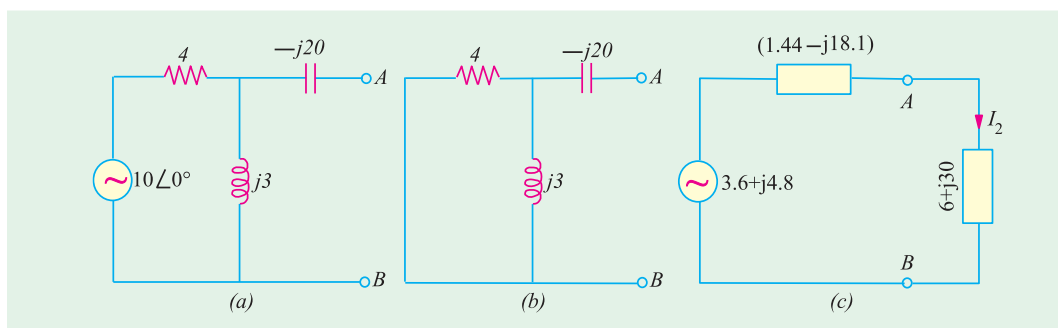 4
—j20
A
10∠0°
j3
B
(a)
4
—j20
A
j3
B
(b)
(1.44 –j18.1)
A
I2
3.6+j4.8
6+j30
B
(c)